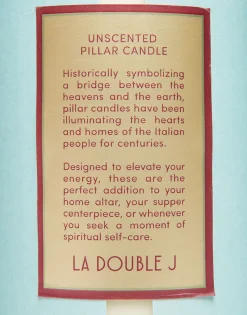 UNSCENTED
PILLAR CANDLE
Historically symbolizing
a bridge between the
heavens and the earth,
pillar candles have been
illuminating the hearts
and homes of the Italian
people for centuries.
Designed to elevate your
energy, these are the
perfect addition to your
home altar, your supper
centerpiece, or whenever
you seek a moment of
spiritual self-care.
LA DOUBLE J